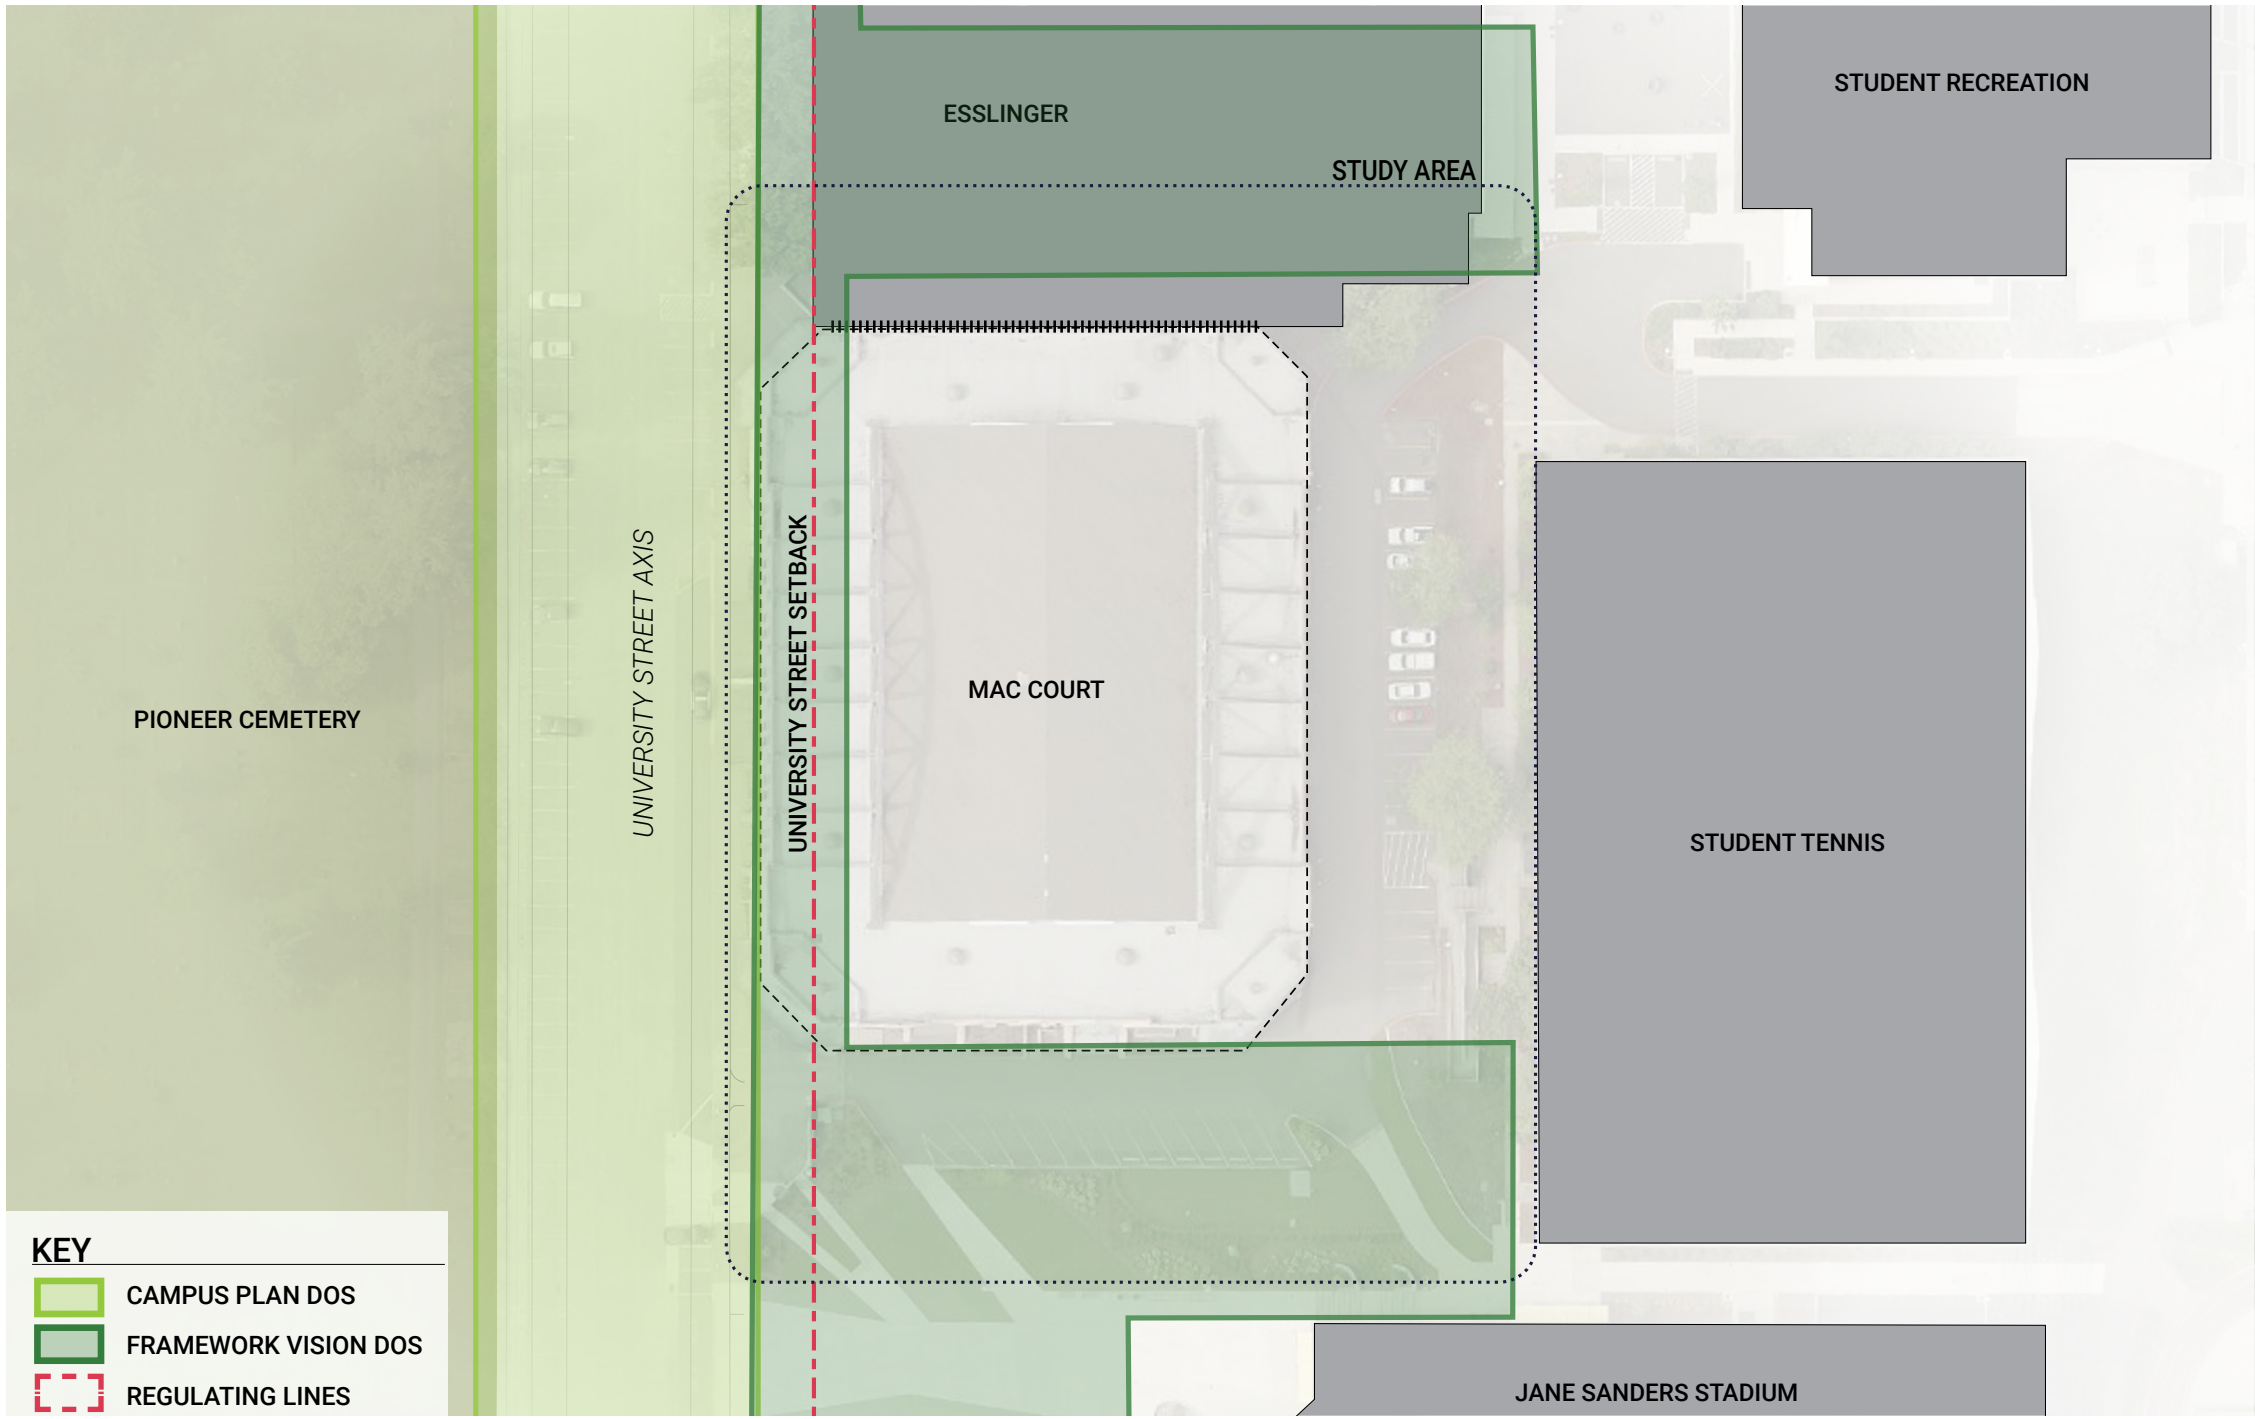 STUDENT RECREATION
ESSLINGER
STUDY AREA
UNIVERSITY STREET AXIS
UNIVERSITY STREET SETBACK
MAC COURT
PIONEER CEMETERY
STUDENT TENNIS
KEY
CAMPUS PLAN DOS
FRAMEWORK VISION DOS
REGULATING LINES
JANE SANDERS STADIUM